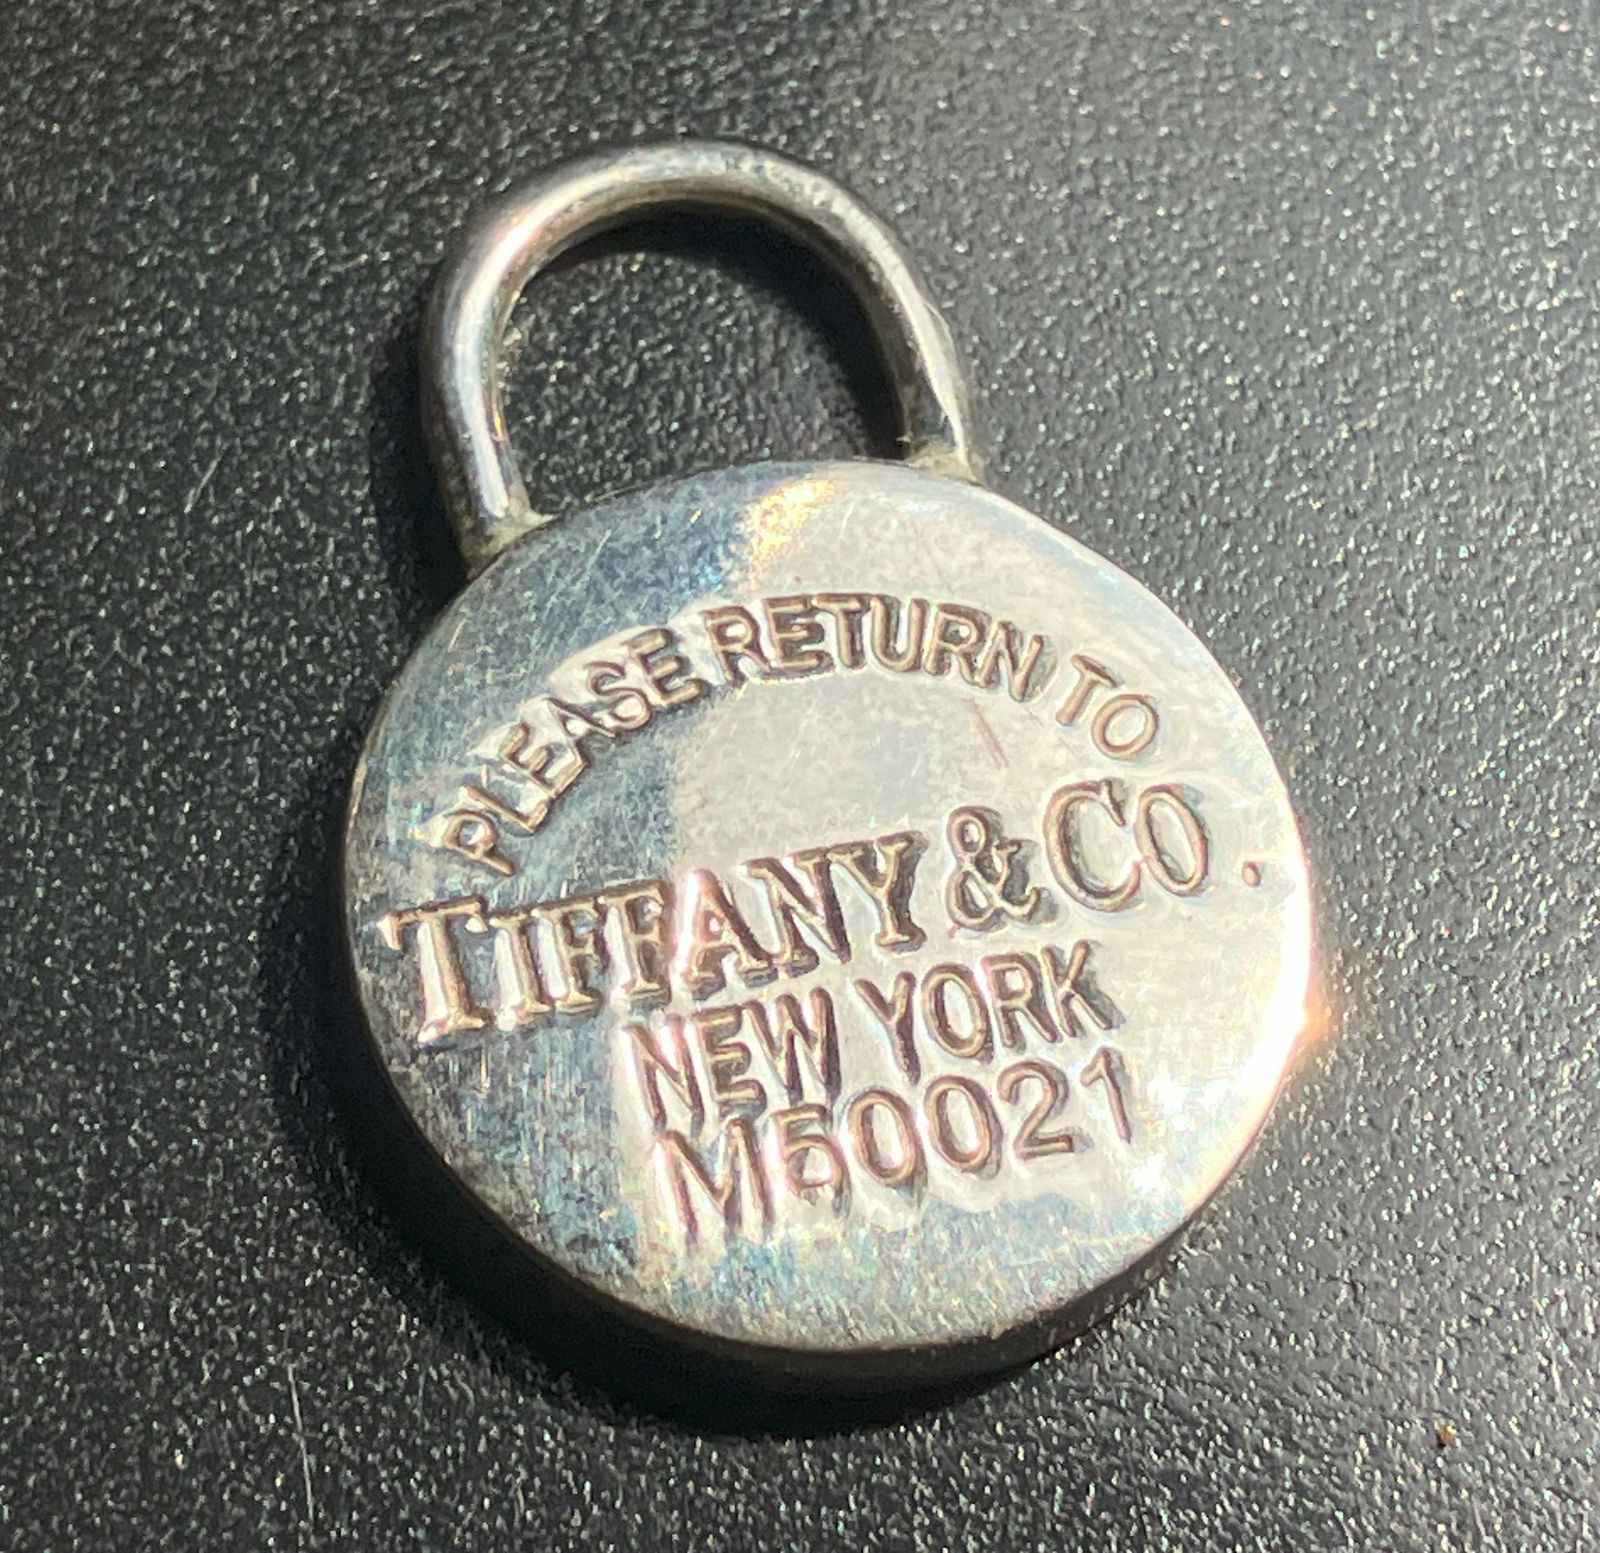 PLEASE RETURN TO
TIFFANY & CO.
NEW YORK
M50021